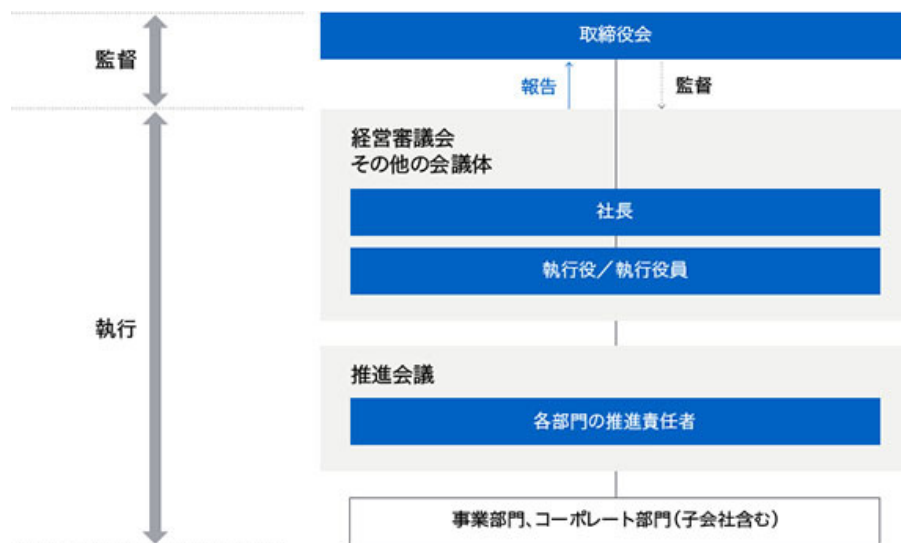 取締役会
監督
報告
監督
経営審議会
その他の会議体
社長
執行役／執行役員
執行
推進会議
各部門の推進責任者
事業部門、コーポレート部門(子会社含む)